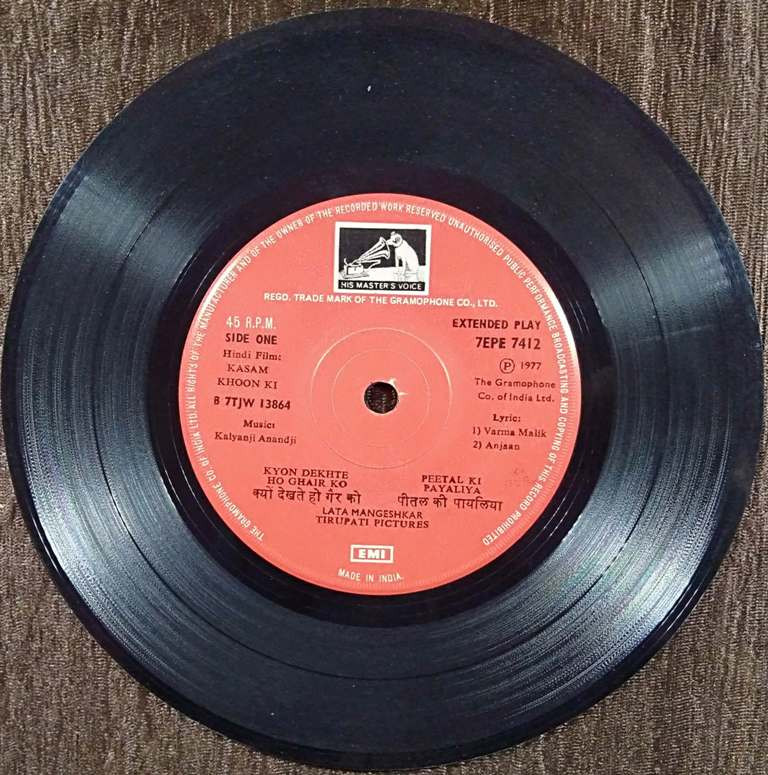 THE GRAMOPHONE CO. OF INDIA LTD. ALL RIGHTS OF THE MANUFACTURER AND OF THE OWNER OF THE RECORDED WORK RESERVED UNAUTHORISED PUBLIC PERFORMANCE BROADCASTING AND COPYING OF THIS RECORD PROHIBITED
HIS MASTER'S VOICE
REGD. TRADE MARK OF THE GRAMOPHONE CO., LTD.
45 R.P.M.
SIDE ONE
Hindi Film:
KASAM
KHOON KI
B 7TJW 13864
Music:
Kalyanji Anandji
EXTENDED PLAY
7EPE 7412
Ⓟ 1977
The Gramophone
Co. of India Ltd.
Lyric:
1) Varma Malik
2) Anjaan
KYON DEKHTE
HO GHAIR KO
क्यों देखते हो गैर को
PEETAL KI
PAYALIYA
पीतल की पायलिया
LATA MANGESHKAR
TIRUPATI PICTURES
EMI
MADE IN INDIA.